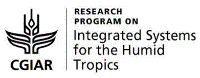 RESEARCH
PROGRAM ON
Integrated Systems
for the Humid
Tropics
CGIAR